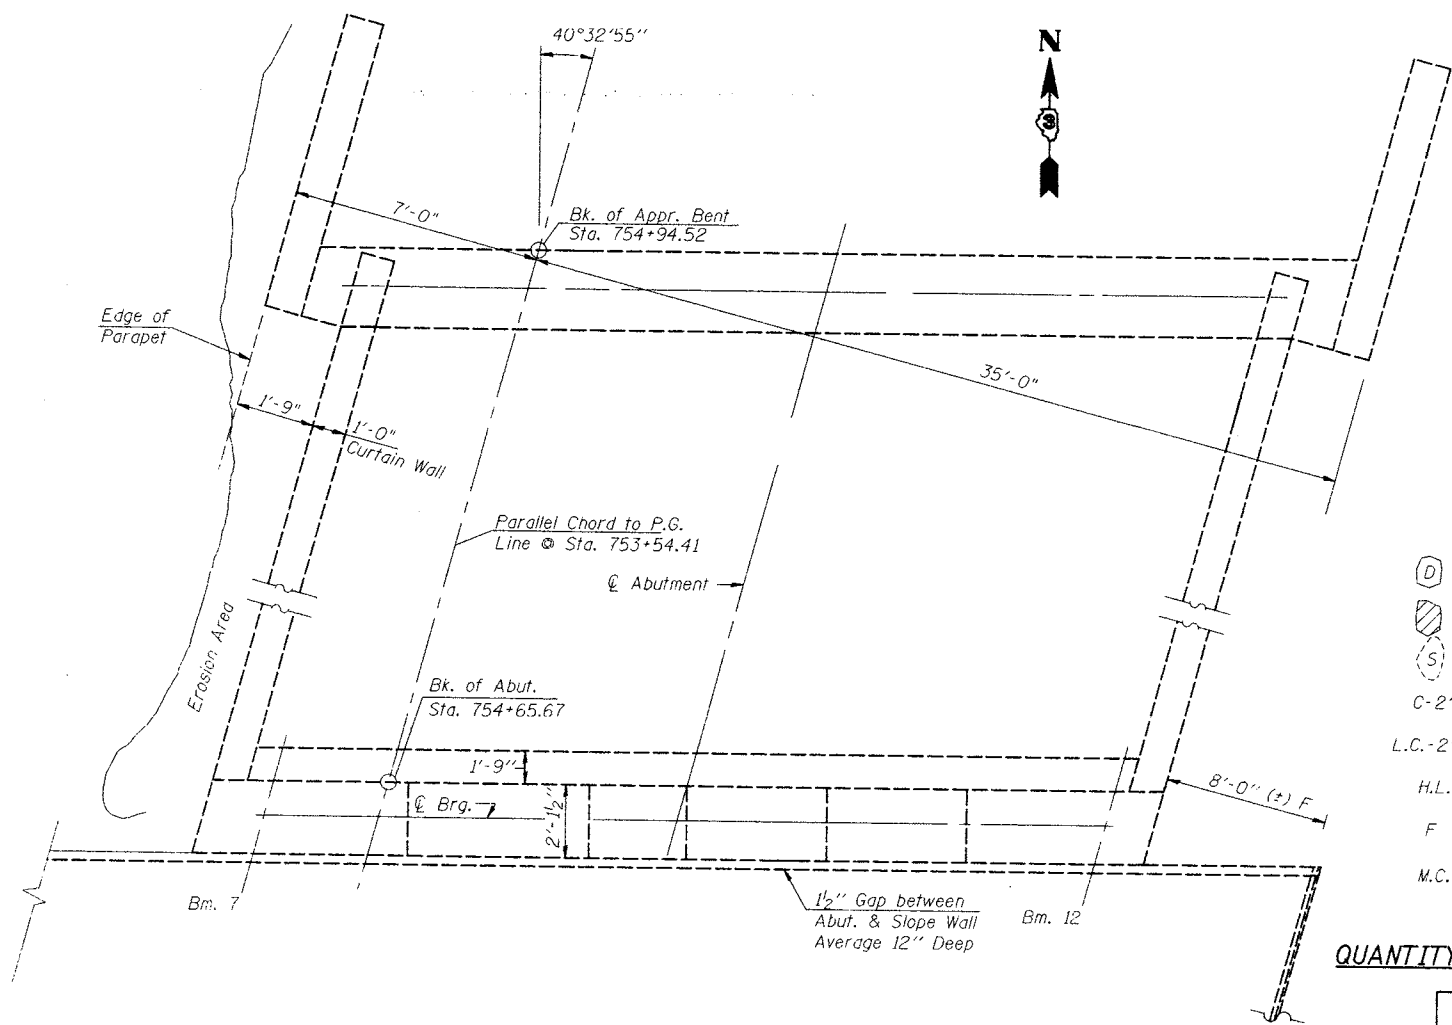 40°32'55"
N
7'-0"
Bk. of Appr. Bent
Sta. 754+94.52
Edge of
Parapet
35'-0"
1'-9"
1'-0"
Curtain Wall
Parallel Chord to P.G.
Line @ Sta. 753+54.41
℄ Abutment
D
S
Erosion Area
Bk. of Abut.
Sta. 754+65.67
C-2'
L.C.-2
1'-9"
8'-0" (±) F
H.L.
℄ Brg.
2'-1½"
F
M.C.
Bm. 7
1½" Gap between
Abut. & Slope Wall
Average 12" Deep
Bm. 12
QUANTITY